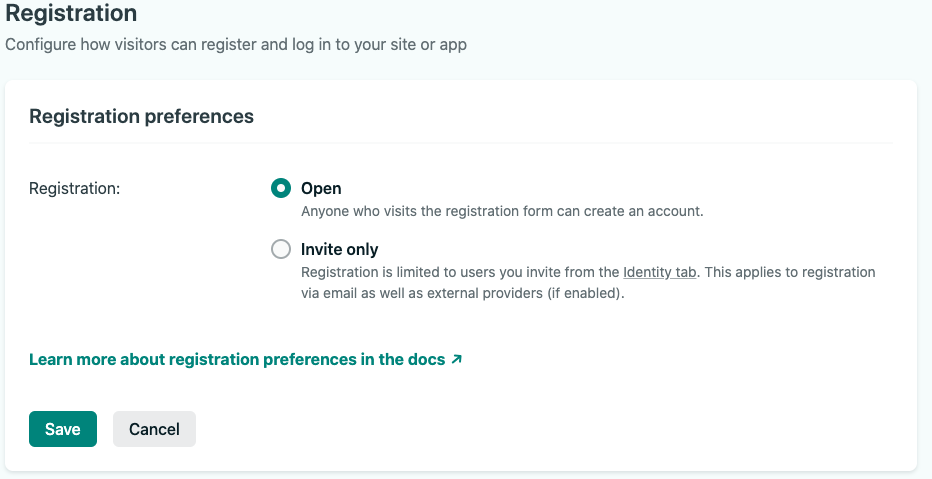 Registration
Configure how visitors can register and log in to your site or app
Registration preferences
Registration:
Open
Anyone who visits the registration form can create an account.
Invite only
Registration is limited to users you invite from the Identity tab. This applies to registration
via email as well as external providers (if enabled).
Learn more about registration preferences in the docs ↗
Save
Cancel